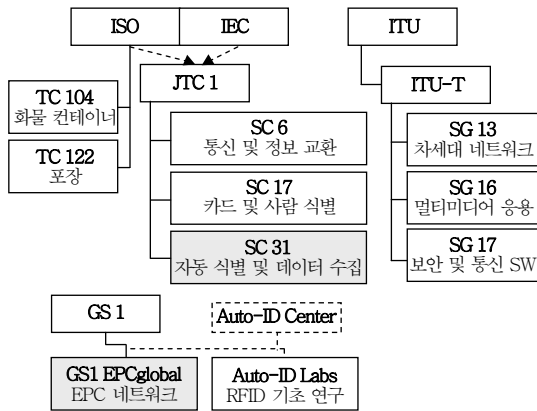 ISO
IEC
ITU
JTC 1
ITU-T
TC 104
화물 컨테이너
TC 122
포장
SC 6
통신 및 정보 교환
SC 17
카드 및 사람 식별
SC 31
자동 식별 및 데이터 수집
SG 13
차세대 네트워크
SG 16
멀티미디어 응용
SG 17
보안 및 통신 SW
GS 1
Auto-ID Center
GS1 EPCglobal
EPC 네트워크
Auto-ID Labs
RFID 기초 연구